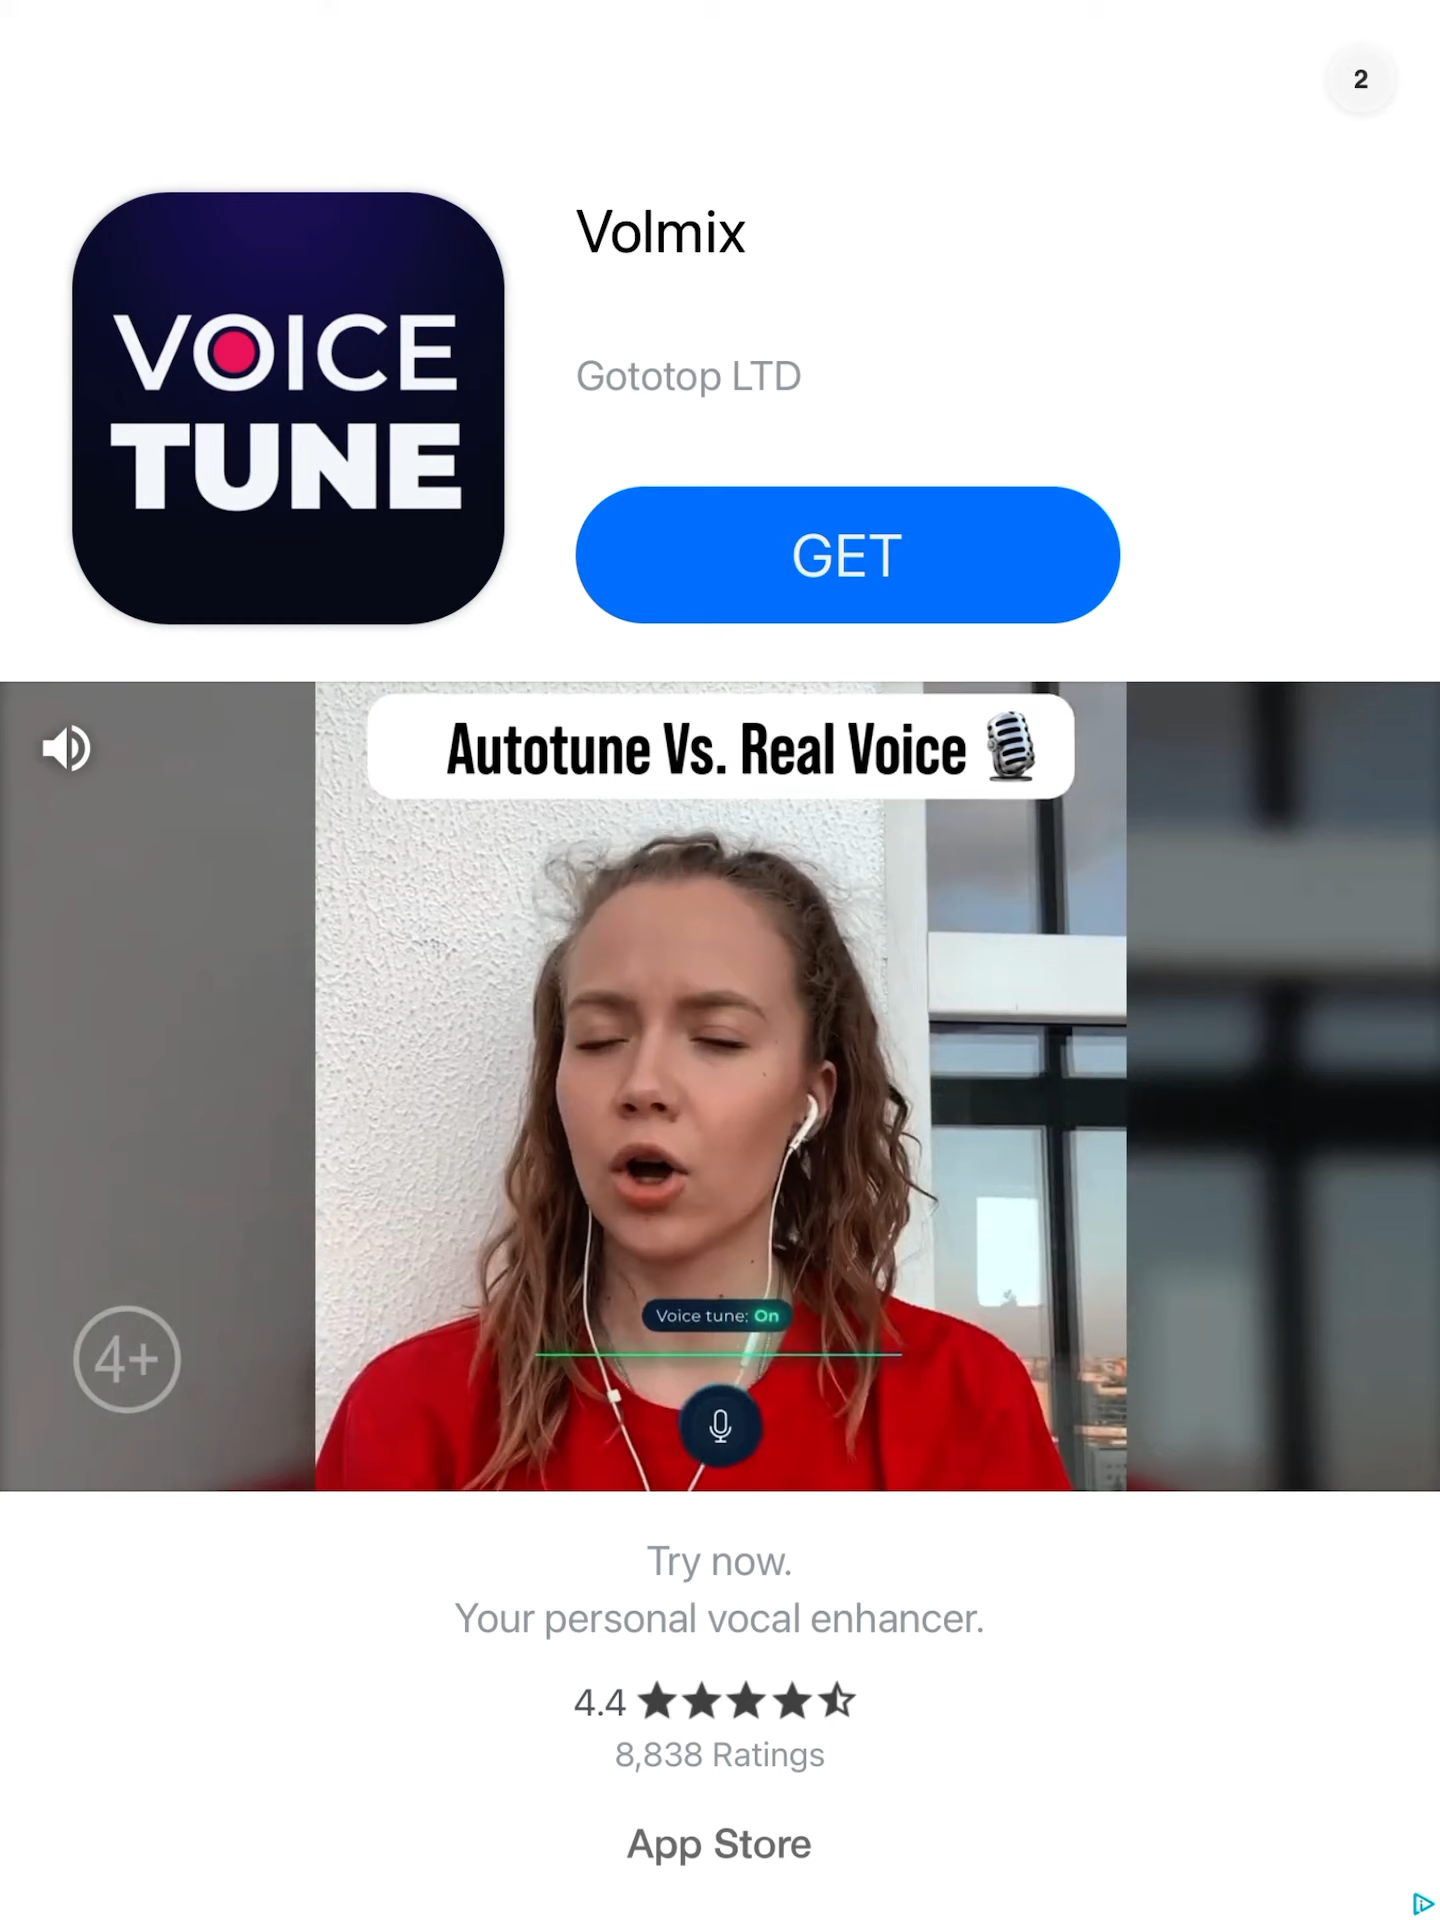 2
VOICE
TUNE
Volmix
Gototop LTD
GET
Autotune Vs. Real Voice
Voice tune: On
4+
Try now.
Your personal vocal enhancer.
4.4
8,838 Ratings
App Store